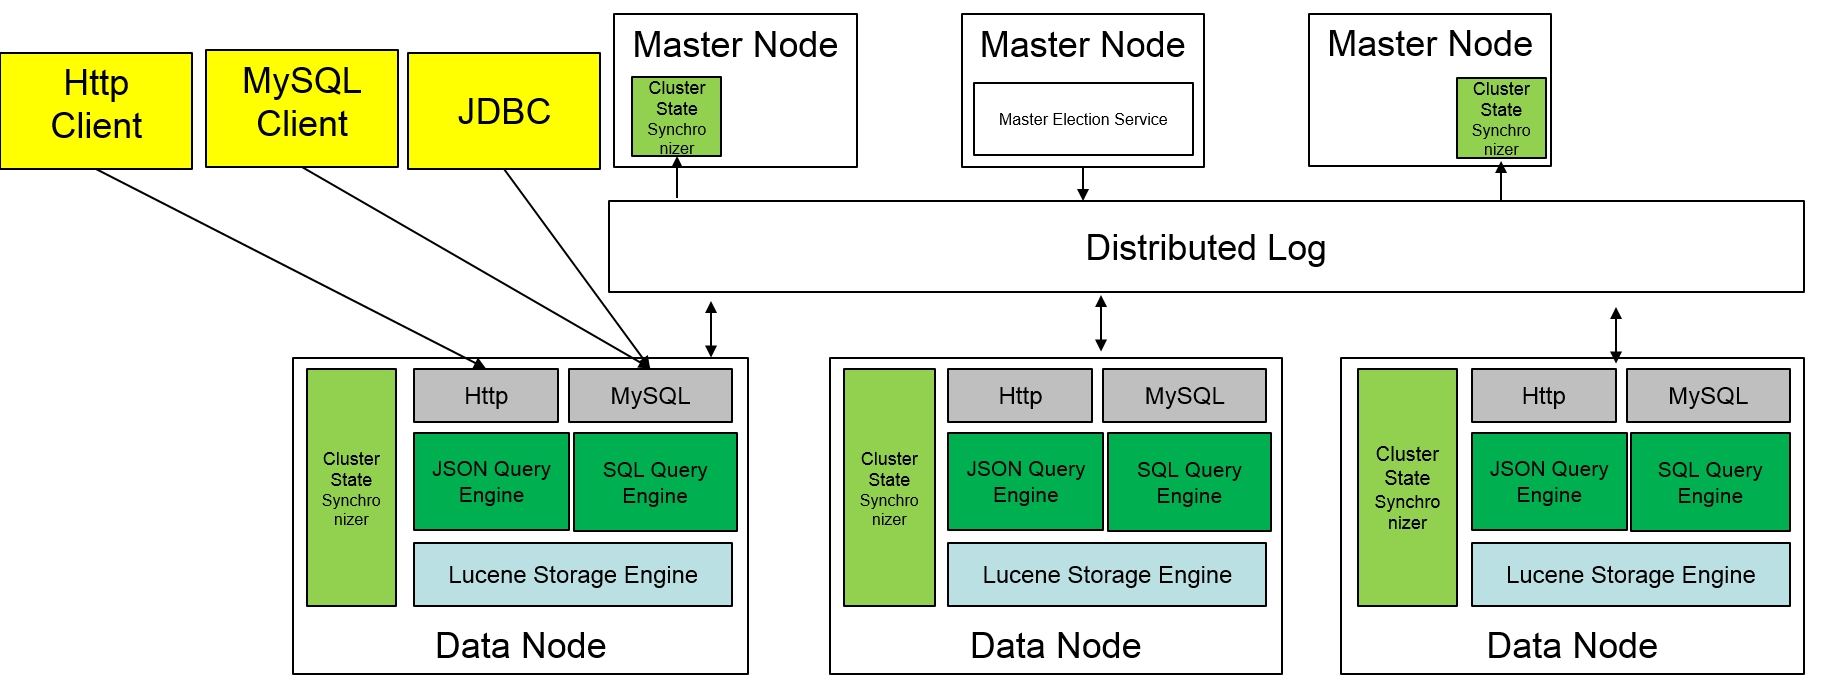 Http
Client
MySQL
Client
JDBC
Master Node
Cluster
State
Synchro
nizer
Master Node
Master Election Service
Master Node
Cluster
State
Synchro
nizer
Distributed Log
Cluster
State
Synchro
nizer
Http
MySQL
JSON Query
Engine
SQL Query
Engine
Lucene Storage Engine
Data Node
Cluster
State
Synchro
nizer
Http
MySQL
JSON Query
Engine
SQL Query
Engine
Lucene Storage Engine
Data Node
Cluster
State
Synchro
nizer
Http
MySQL
JSON Query
Engine
SQL Query
Engine
Lucene Storage Engine
Data Node